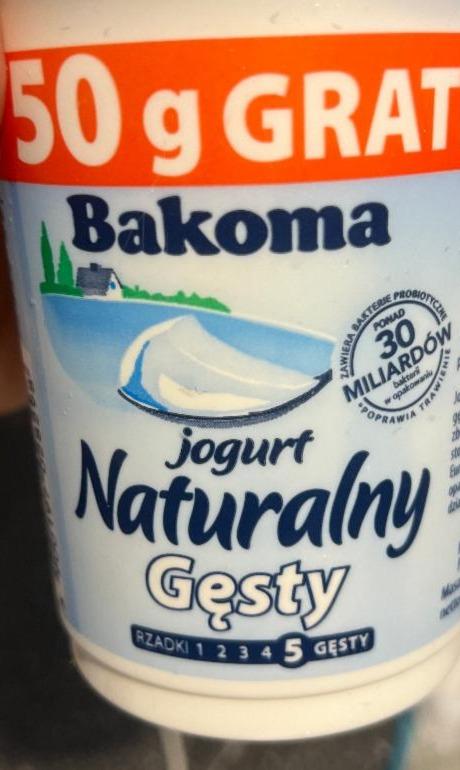 50 g GRAT
Bakoma
ZAWIERA BAKTERIE PROBIOTYCZNE
PONAD
30
MILIARDÓW
bakterii
w opakowaniu
•POPRAWIA TRAWIENIE
jogurt
Naturalny
Gęsty
RZADKI 1 2 3 4 5 GĘSTY